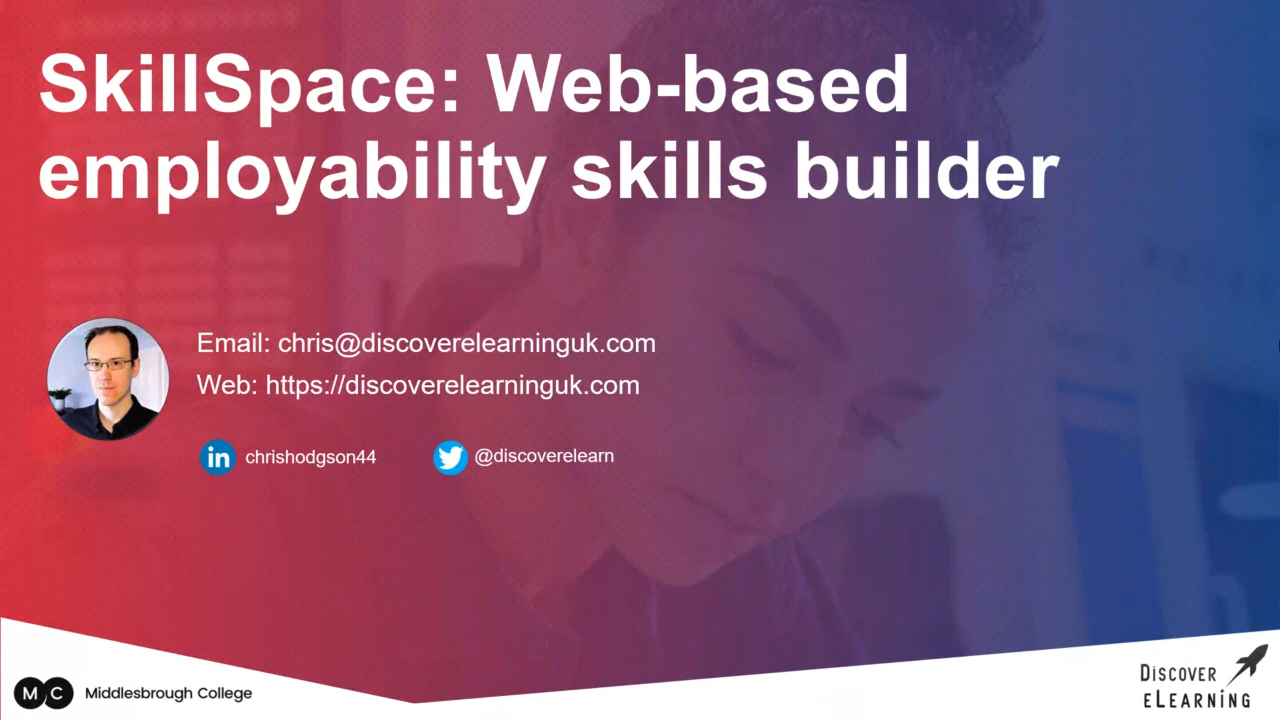 SkillSpace: Web-based
employability skills builder
Email: chris@discoverelearninguk.com
Web: https://discoverelearninguk.com
in chrishodgson44
@discoverelearn
M C Middlesbrough College
DISCOVER
eLEARNING